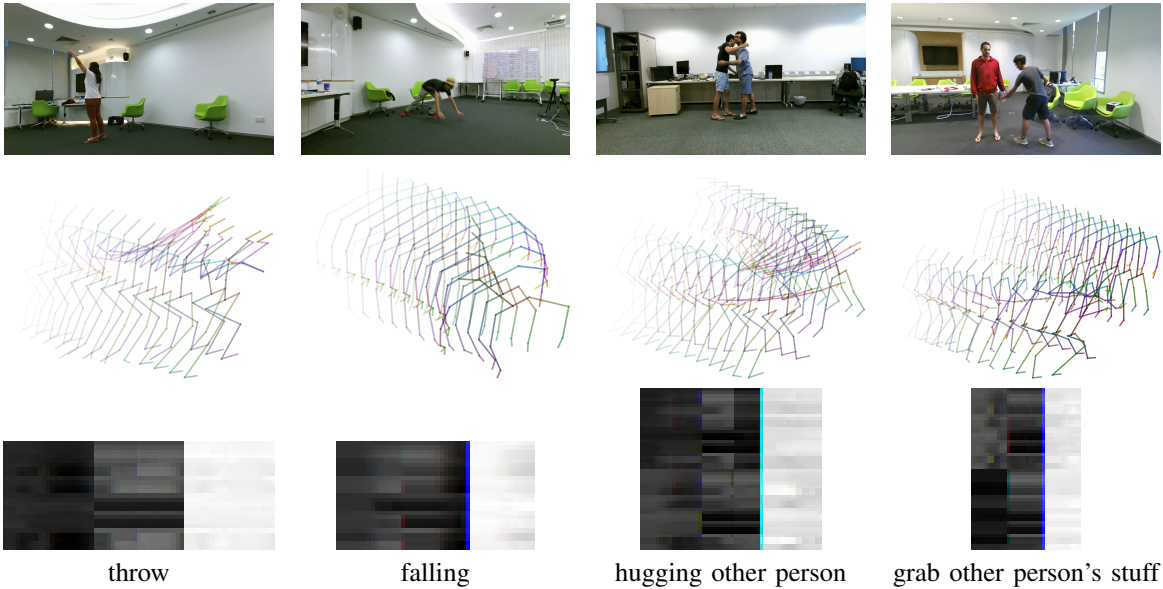 throw
falling
hugging other person
grab other person's stuff